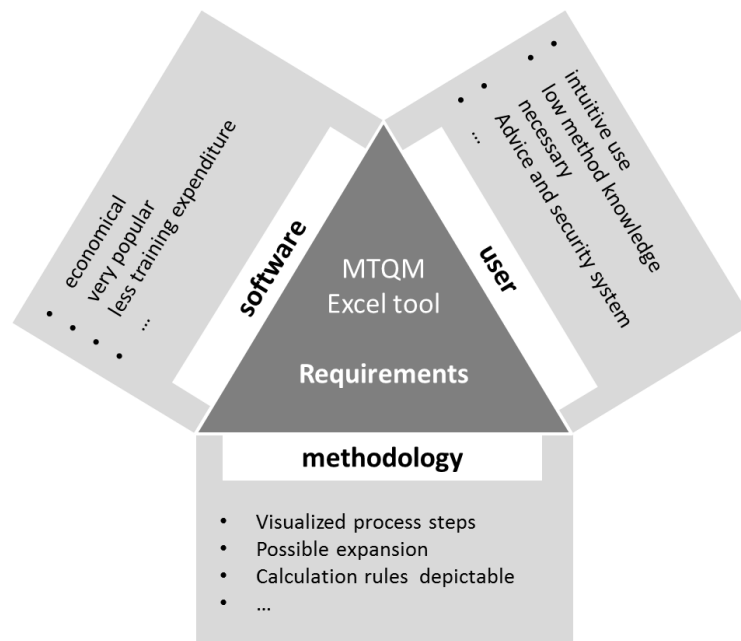 • economical
• very popular
• less training expenditure
• ...
software
• intuitive use
• low method knowledge
necessary
• Advice and security system
• ...
user
MTQM
Excel tool
Requirements
methodology
• Visualized process steps
• Possible expansion
• Calculation rules depictable
• ...